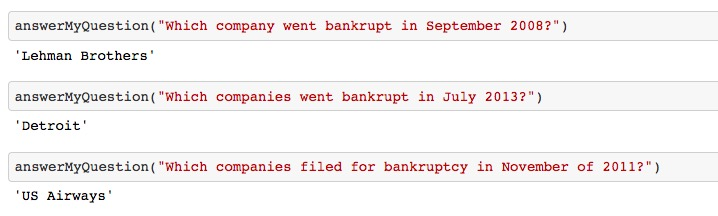 answerMyQuestion("Which company went bankrupt in September 2008?")
'Lehman Brothers'
answerMyQuestion("Which companies went bankrupt in July 2013?")
'Detroit'
answerMyQuestion("Which companies filed for bankruptcy in November of 2011?")
'US Airways'